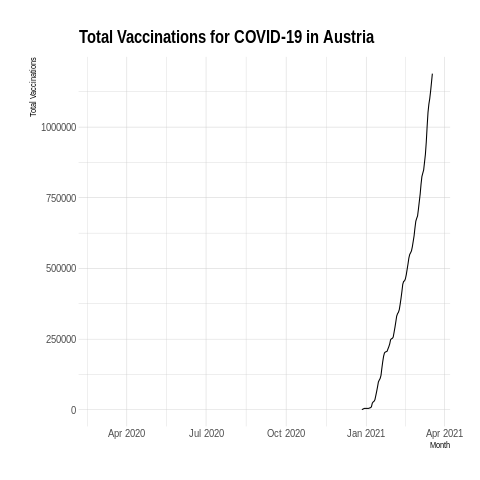 Total Vaccinations for COVID-19 in Austria
Total Vaccinations
1000000
750000
500000
250000
0
Apr 2020
Jul 2020
Oct 2020
Jan 2021
Apr 2021
Month